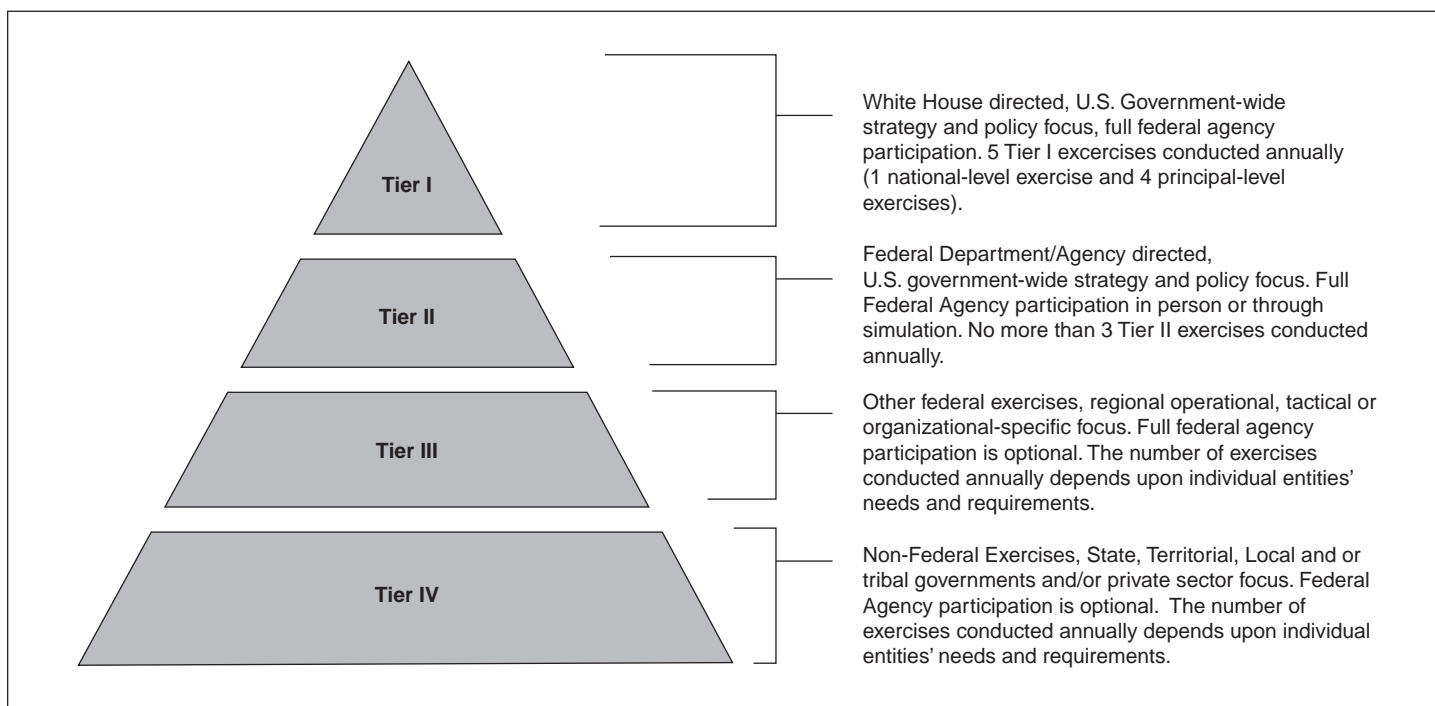 Tier I
White House directed, U.S. Government-wide
strategy and policy focus, full federal agency
participation. 5 Tier I excercises conducted annually
(1 national-level exercise and 4 principal-level
exercises).
Tier II
Federal Department/Agency directed,
U.S. government-wide strategy and policy focus. Full
Federal Agency participation in person or through
simulation. No more than 3 Tier II exercises conducted
annually.
Tier III
Other federal exercises, regional operational, tactical or
organizational-specific focus. Full federal agency
participation is optional. The number of exercises
conducted annually depends upon individual entities’
needs and requirements.
Tier IV
Non-Federal Exercises, State, Territorial, Local and or
tribal governments and/or private sector focus. Federal
Agency participation is optional.  The number of
exercises conducted annually depends upon individual
entities’ needs and requirements.